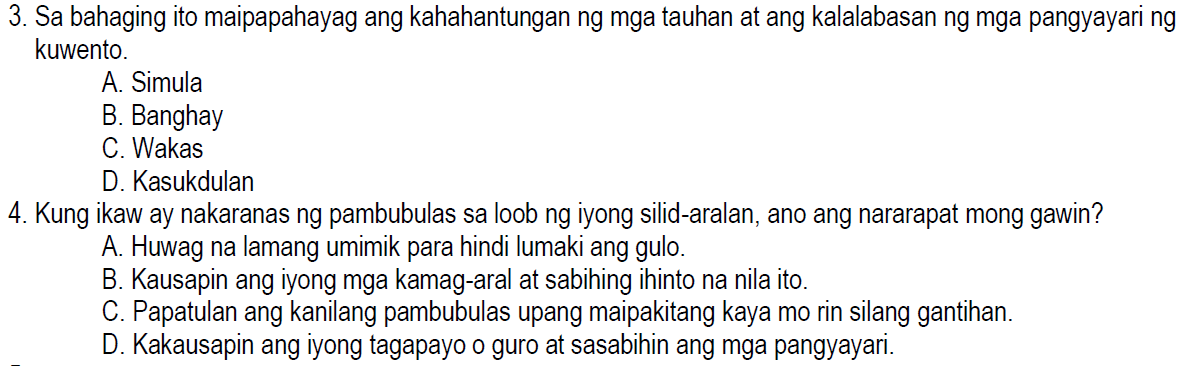 3. Sa bahaging ito maipapahayag ang kahahantungan ng mga tauhan at ang kalalabasan ng mga pangyayari ng
kuwento.
A. Simula
B. Banghay
C. Wakas
D. Kasukdulan
4. Kung ikaw ay nakaranas ng pambubulas sa loob ng iyong silid-aralan, ano ang nararapat mong gawin?
A. Huwag na lamang umimik para hindi lumaki ang gulo.
B. Kausapin ang iyong mga kamag-aral at sabihing ihinto na nila ito.
C. Papatulan ang kanilang pambubulas upang maipakitang kaya mo rin silang gantihan.
D. Kakausapin ang iyong tagapayo o guro at sasabihin ang mga pangyayari.